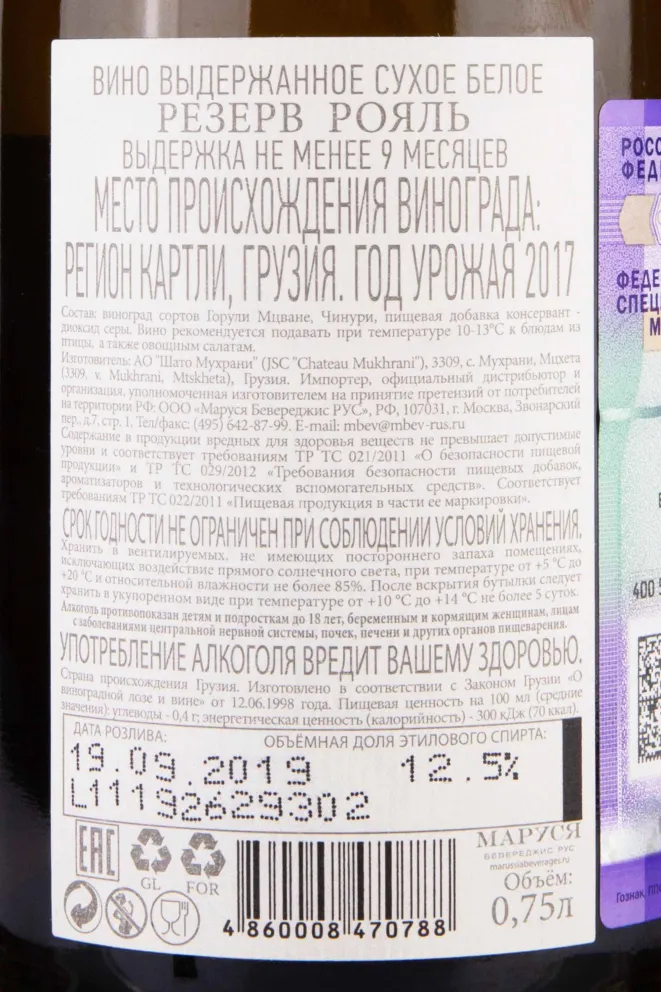 ВИНО ВЫДЕРЖАННОЕ СУХОЕ БЕЛОЕ
РЕЗЕРВ РОЯЛЬ
ВЫДЕРЖКА НЕ МЕНЕЕ 9 МЕСЯЦЕВ
МЕСТО ПРОИСХОЖДЕНИЯ ВИНОГРАДА:
РЕГИОН КАРТЛИ, ГРУЗИЯ. ГОД УРОЖАЯ 2017
Состав: виноград сортов Горули Мцване, Чинури, пищевая добавка консервант -
диоксид серы. Вино рекомендуется подавать при температуре 10-13°С к блюдам из
птицы, а также овощным салатам.
Изготовитель: АО "Шато Мухрани" (JSC "Chateau Mukhrani"), 3309, с. Мухрани, Мцхета
(3309, v. Mukhrani, Mtskheta), Грузия. Импортер, официальный дистрибьютор и
организация, уполномоченная изготовителем на принятие претензий от потребителей
на территории РФ: ООО «Маруся Бевереджис РУС», РФ, 107031, г. Москва, Звонарский
пер., д.7, стр. 1. Тел/факс: (495) 642-87-99. E-mail: mbev@mbev-rus.ru
Содержание в продукции вредных для здоровья веществ не превышает допустимые
уровни и соответствует требованиям ТР ТС 021/2011 «О безопасности пищевой
продукции» и ТР ТС 029/2012 «Требования безопасности пищевых добавок,
ароматизаторов и технологических вспомогательных средств». Соответствует
требованиям ТР ТС 022/2011 «Пищевая продукция в части ее маркировки».
СРОК ГОДНОСТИ НЕ ОГРАНИЧЕН ПРИ СОБЛЮДЕНИИ УСЛОВИЙ ХРАНЕНИЯ.
Хранить в вентилируемых, не имеющих постороннего запаха помещениях,
исключающих воздействие прямого солнечного света, при температуре от +5 °С до
+20 °С и относительной влажности не более 85%. После вскрытия бутылки следует
хранить в укупоренном виде при температуре от +10 °С до +14 °С не более 5 суток.
Алкоголь противопоказан детям и подросткам до 18 лет, беременным и кормящим женщинам, лицам
с заболеваниями центральной нервной системы, почек, печени и других органов пищеварения.
УПОТРЕБЛЕНИЕ АЛКОГОЛЯ ВРЕДИТ ВАШЕМУ ЗДОРОВЬЮ.
Страна происхождения Грузия. Изготовлено в соответствии с Законом Грузии «О
виноградной лозе и вине» от 12.06.1998 года. Пищевая ценность на 100 мл (средние
значения): углеводы - 0,4 г; энергетическая ценность (калорийность) - 300 кДж (70 ккал).
ДАТА РОЗЛИВА: ОБЪЁМНАЯ ДОЛЯ ЭТИЛОВОГО СПИРТА:
19.09.2019 12.5%
L11192629302
EAC
GL FOR
4 860008 470788
МАРУСЯ
БЕВЕРЕДЖИС РУС
marussiabeverages.ru
Объём:
0,75л
РОСС
ФЕД
ФЕДЕ
СПЕЦ
М
400 5
Гознак,